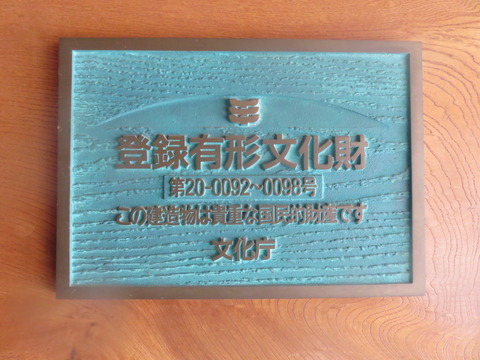 登録有形文化財
第20-0092～0098号
この建造物は貴重な国民的財産です
文化庁